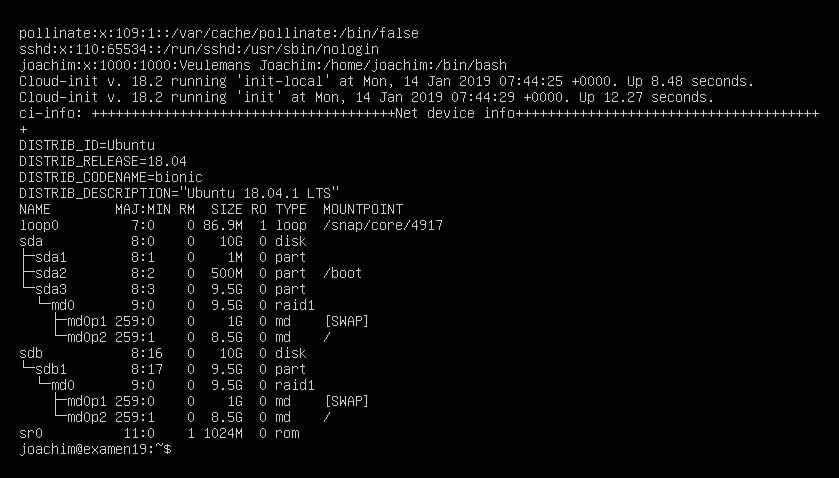 pollinate:x:109:1::/var/cache/pollinate:/bin/false
sshd:x:110:65534::/run/sshd:/usr/sbin/nologin
joachim:x:1000:1000:Veulemans Joachim:/home/joachim:/bin/bash
Cloud-init v. 18.2 running 'init-local' at Mon, 14 Jan 2019 07:44:25 +0000. Up 8.48 seconds.
Cloud-init v. 18.2 running 'init' at Mon, 14 Jan 2019 07:44:29 +0000. Up 12.27 seconds.
ci-info: ++++++++++++++++++++++++++++++++++++++Net device info++++++++++++++++++++++++++++++++++++++
+
DISTRIB_ID=Ubuntu
DISTRIB_RELEASE=18.04
DISTRIB_CODENAME=bionic
DISTRIB_DESCRIPTION="Ubuntu 18.04.1 LTS"
NAME        MAJ:MIN RM  SIZE RO TYPE  MOUNTPOINT
loop0         7:0    0 86.9M  1 loop  /snap/core/4917
sda           8:0    0   10G  0 disk
├─sda1        8:1    0    1M  0 part
├─sda2        8:2    0  500M  0 part  /boot
└─sda3        8:3    0  9.5G  0 part
  └─md0       9:0    0  9.5G  0 raid1
    ├─md0p1 259:0    0    1G  0 md    [SWAP]
    └─md0p2 259:1    0  8.5G  0 md    /
sdb           8:16   0   10G  0 disk
└─sdb1        8:17   0  9.5G  0 part
  └─md0       9:0    0  9.5G  0 raid1
    ├─md0p1 259:0    0    1G  0 md    [SWAP]
    └─md0p2 259:1    0  8.5G  0 md    /
sr0          11:0    1 1024M  0 rom
joachim@examen19:~$